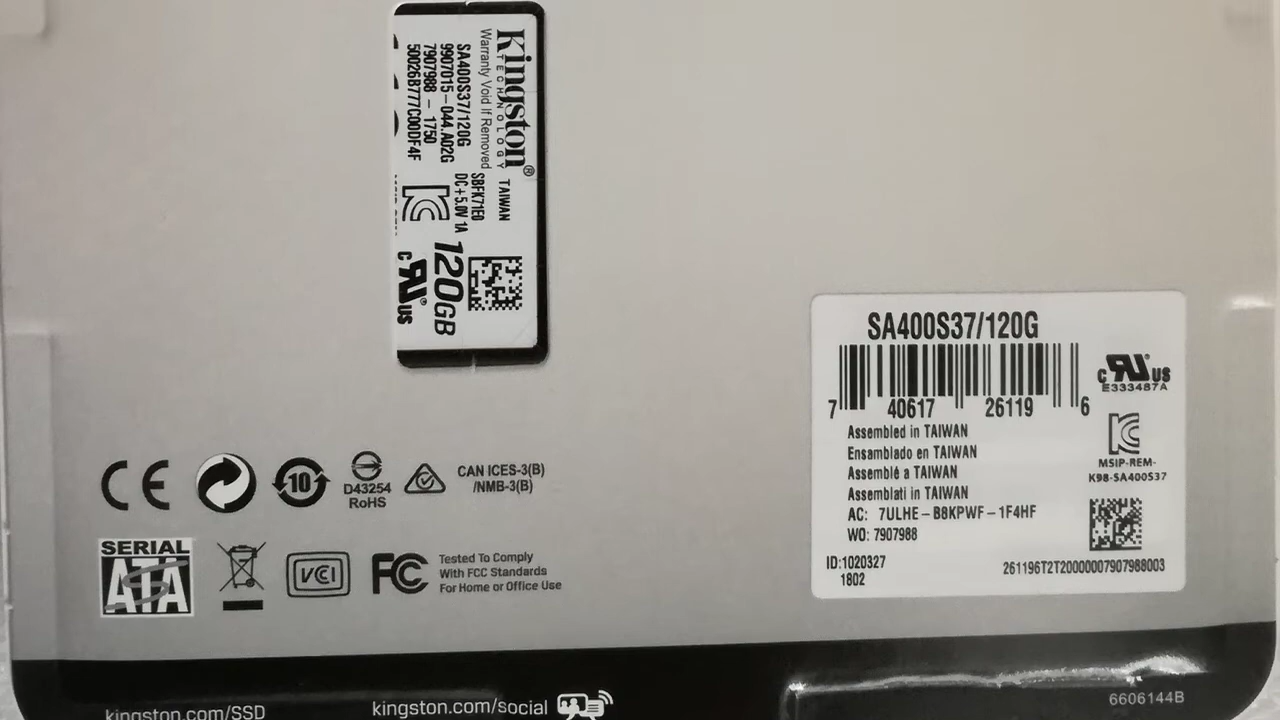 Kingston®
TECHNOLOGY
TAIWAN
Warranty Void If Removed
SBFK71E0
SA400S37/120G
DC+5.0V 1A
9907015-044.A02G
7907988-1750
50026B777C00DF4F
120GB
c RU® US
SA400S37/120G
7 40617 26119 6
c RU® US
E333487A
Assembled in TAIWAN
Ensamblado en TAIWAN
Assemblé a TAIWAN
Assemblati in TAIWAN
MSIP-REM-
K98-SA400S37
AC: 7ULHE-B8KPWF-1F4HF
WO: 7907988
ID:1020327
1802
261196T2T20000007907988003
CE
10
D43254
RoHS
CAN ICES-3(B)
/NMB-3(B)
SERIAL
ATA
VCI
FC
Tested To Comply
With FCC Standards
For Home or Office Use
kingston.com/SSD
kingston.com/social
6606144B